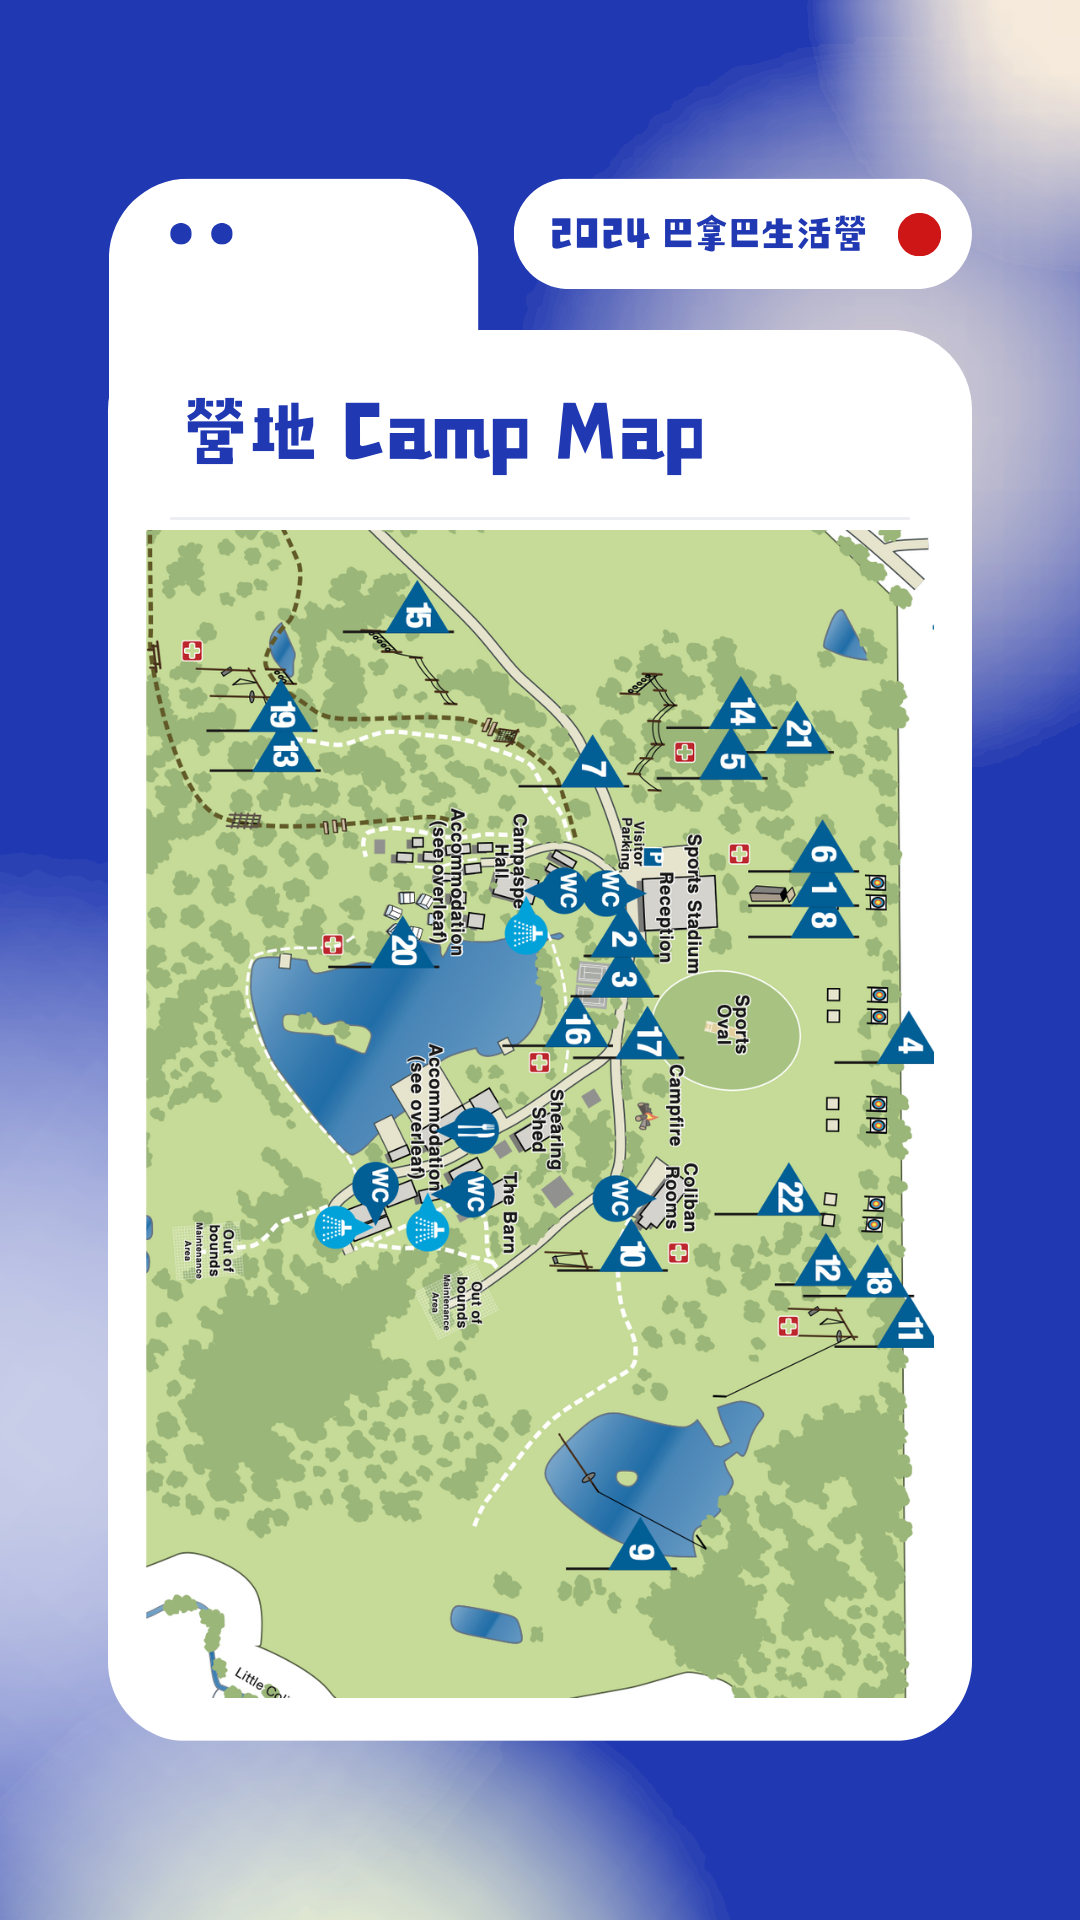 2024 巴拿巴生活營
營地 Camp Map
15
14
21
5
19
13
7
6
1
8
Visitor
Parking
P
Sports Stadium
Reception
Campaspe
Hall
Accommodation
(see overleaf)
WC
WC
2
3
20
16
17
Sports
Oval
4
Campfire
Shearing
Shed
Accommodation
(see overleaf)
The Barn
WC
WC
WC
Coliban
Rooms
22
10
12
18
11
Out of
bounds
Maintenance
Area
Out of
bounds
Maintenance
Area
9
Little